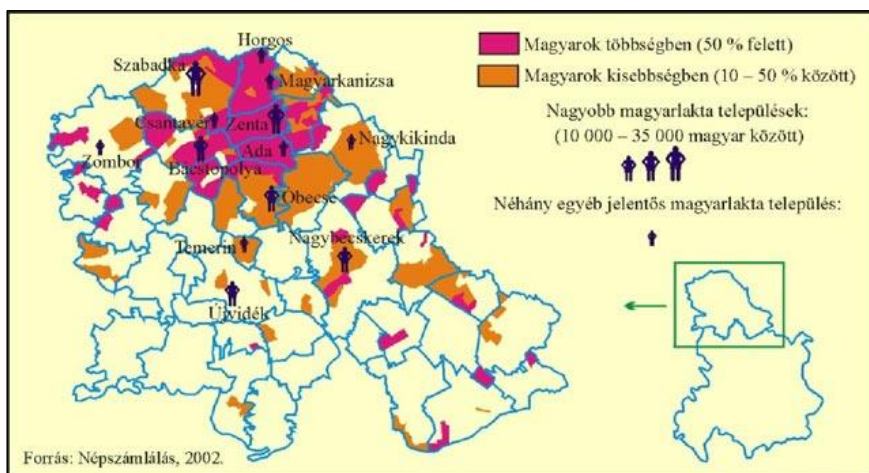 Horgos
Szabadka
Magyarkanizsa
Csantavér
Zenta
Nagykikinda
Zombor
Ada
Bácstopolya
Óbecse
Temerin
Nagybecskerek
Újvidék
Magyarok többségben (50 % felett)
Magyarok kisebbségben (10 – 50 % között)
Nagyobb magyarlakta települések:
(10 000 – 35 000 magyar között)
Néhány egyéb jelentős magyarlakta település:
Forrás: Népszámlálás, 2002.